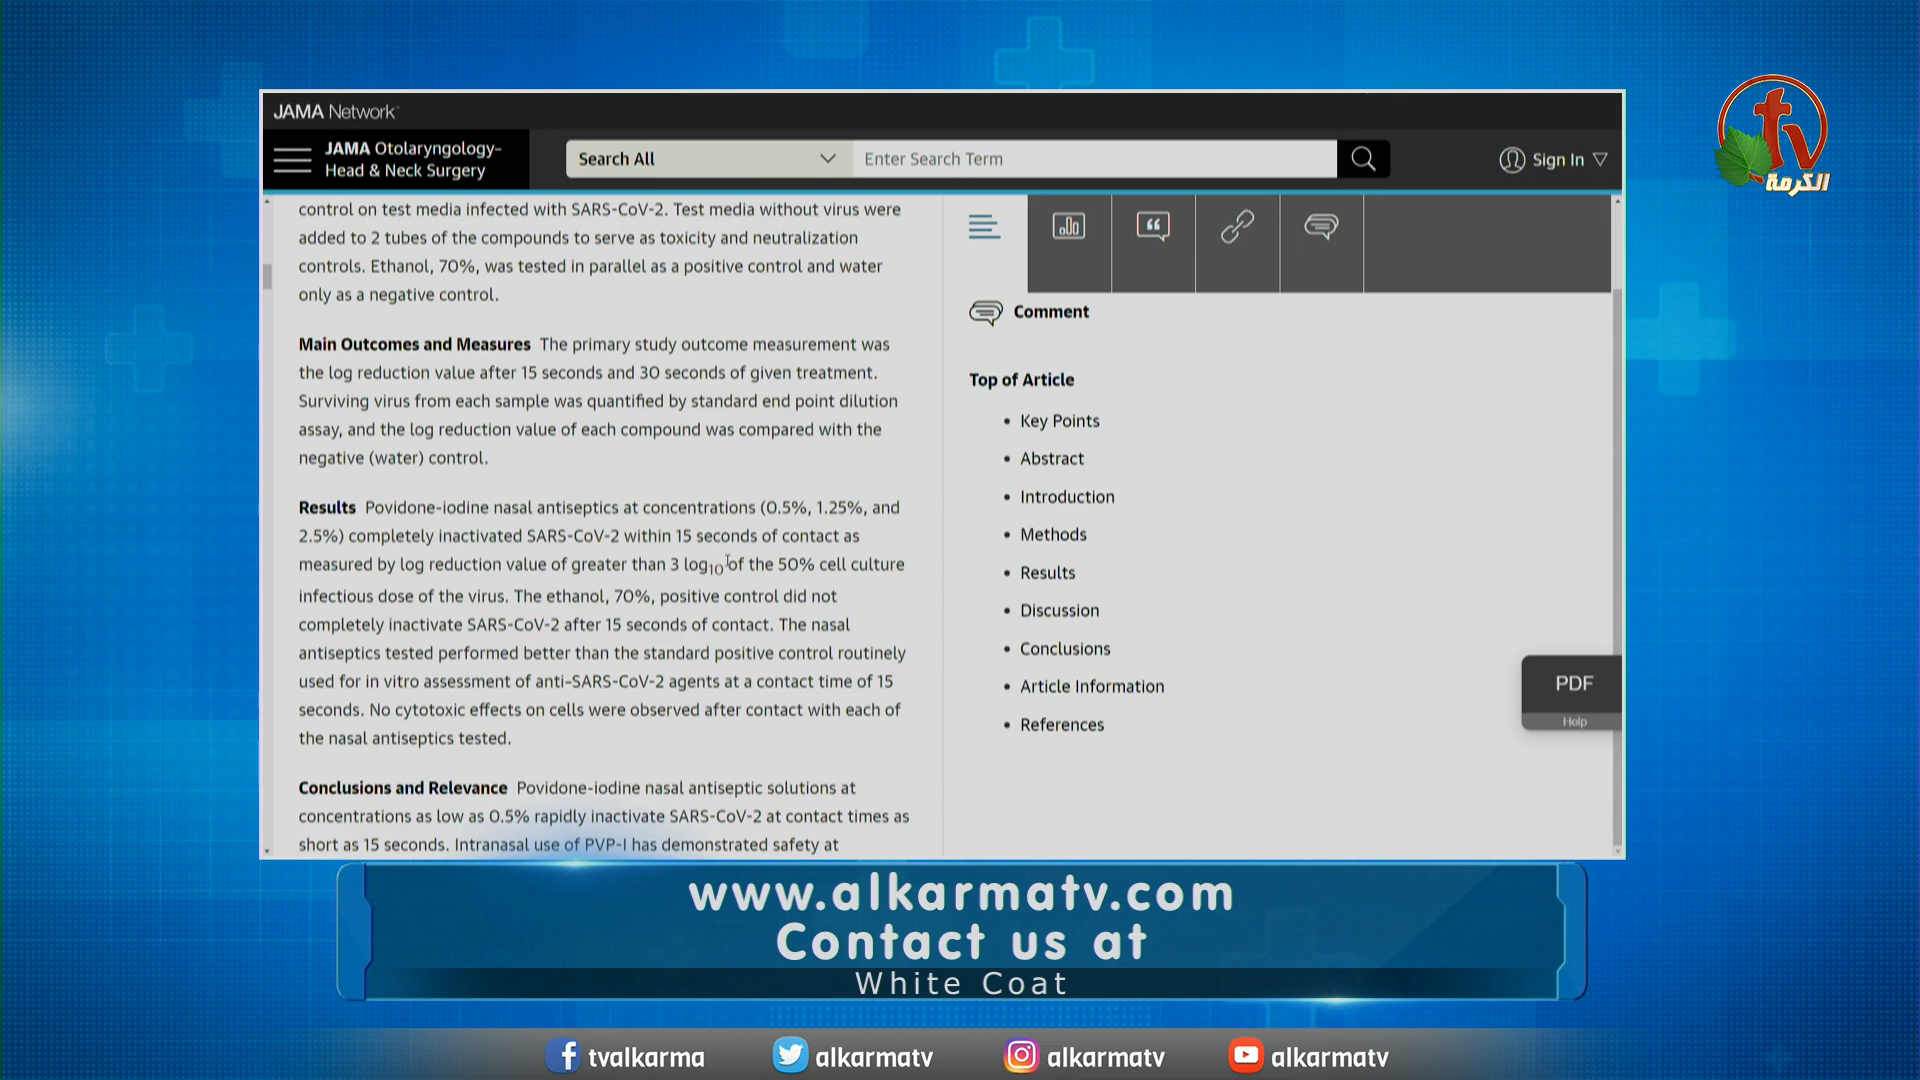 JAMA Network
JAMA Otolaryngology–
Head & Neck Surgery
Search All
Enter Search Term
Sign In
tv
الكرمة
control on test media infected with SARS-CoV-2. Test media without virus were
added to 2 tubes of the compounds to serve as toxicity and neutralization
controls. Ethanol, 70%, was tested in parallel as a positive control and water
only as a negative control.
Main Outcomes and Measures The primary study outcome measurement was
the log reduction value after 15 seconds and 30 seconds of given treatment.
Surviving virus from each sample was quantified by standard end point dilution
assay, and the log reduction value of each compound was compared with the
negative (water) control.
Results Povidone-iodine nasal antiseptics at concentrations (0.5%, 1.25%, and
2.5%) completely inactivated SARS-CoV-2 within 15 seconds of contact as
measured by log reduction value of greater than 3 log10 of the 50% cell culture
infectious dose of the virus. The ethanol, 70%, positive control did not
completely inactivate SARS-CoV-2 after 15 seconds of contact. The nasal
antiseptics tested performed better than the standard positive control routinely
used for in vitro assessment of anti–SARS-CoV-2 agents at a contact time of 15
seconds. No cytotoxic effects on cells were observed after contact with each of
the nasal antiseptics tested.
Conclusions and Relevance Povidone-iodine nasal antiseptic solutions at
concentrations as low as 0.5% rapidly inactivate SARS-CoV-2 at contact times as
short as 15 seconds. Intranasal use of PVP-I has demonstrated safety at
Comment
Top of Article
• Key Points
• Abstract
• Introduction
• Methods
• Results
• Discussion
• Conclusions
• Article Information
• References
PDF
Help
www.alkarmatv.com
Contact us at
White Coat
tvalkarma
alkarmatv
alkarmatv
alkarmatv